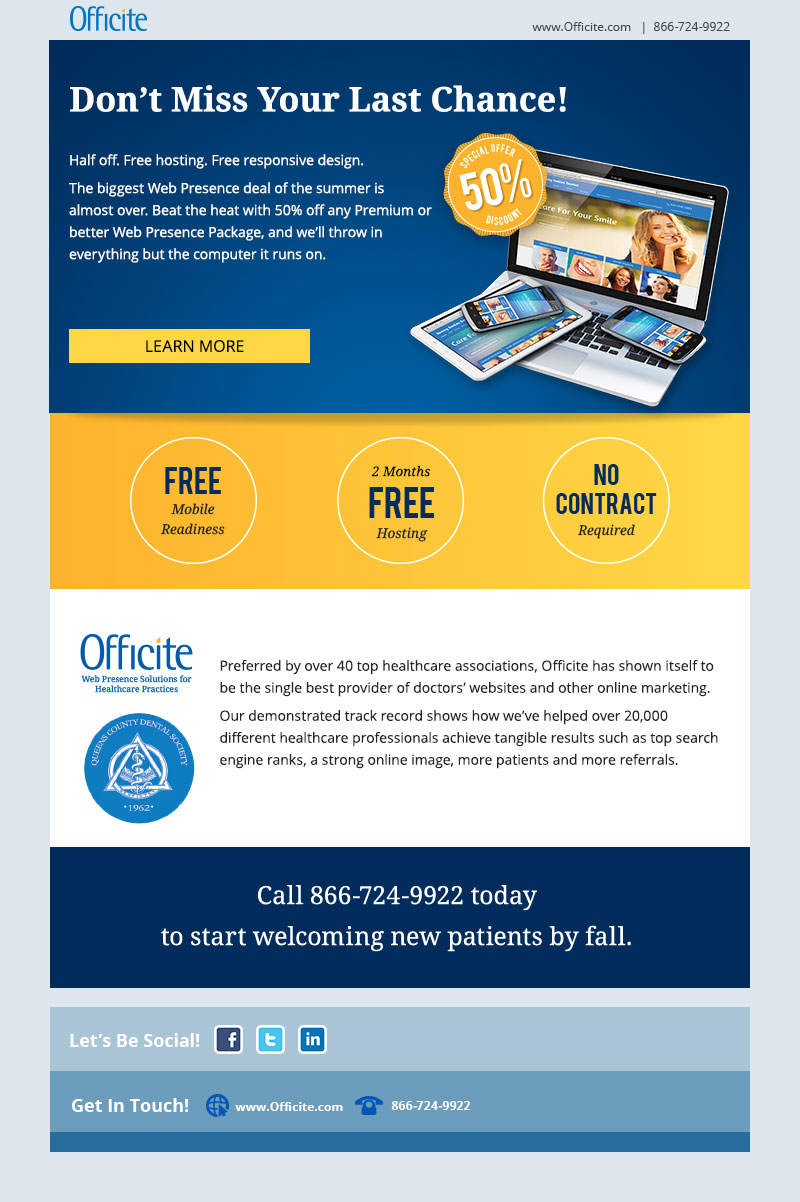 Officite
www.Officite.com | 866-724-9922
Don't Miss Your Last Chance!
Half off. Free hosting. Free responsive design.
The biggest Web Presence deal of the summer is
almost over. Beat the heat with 50% off any Premium or
better Web Presence Package, and we'll throw in
everything but the computer it runs on.
SPECIAL OFFER
50%
DISCOUNT
Care For Your Smile
LEARN MORE
FREE
Mobile
Readiness
2 Months
FREE
Hosting
NO
CONTRACT
Required
Officite
Web Presence Solutions for
Healthcare Practices
Preferred by over 40 top healthcare associations, Officite has shown itself to
be the single best provider of doctors' websites and other online marketing.
Our demonstrated track record shows how we've helped over 20,000
different healthcare professionals achieve tangible results such as top search
engine ranks, a strong online image, more patients and more referrals.
QUEENS COUNTY DENTAL SOCIETY
•1962•
Call 866-724-9922 today
to start welcoming new patients by fall.
Let's Be Social!
Get In Touch! www.Officite.com 866-724-9922